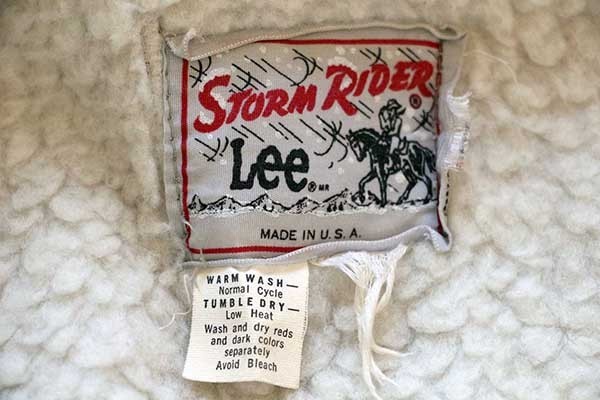 STORM RIDER®
Lee® MR
MADE IN U.S.A.
WARM WASH—
Normal Cycle
TUMBLE DRY—
Low Heat
Wash and dry reds
and dark colors
separately
Avoid Bleach